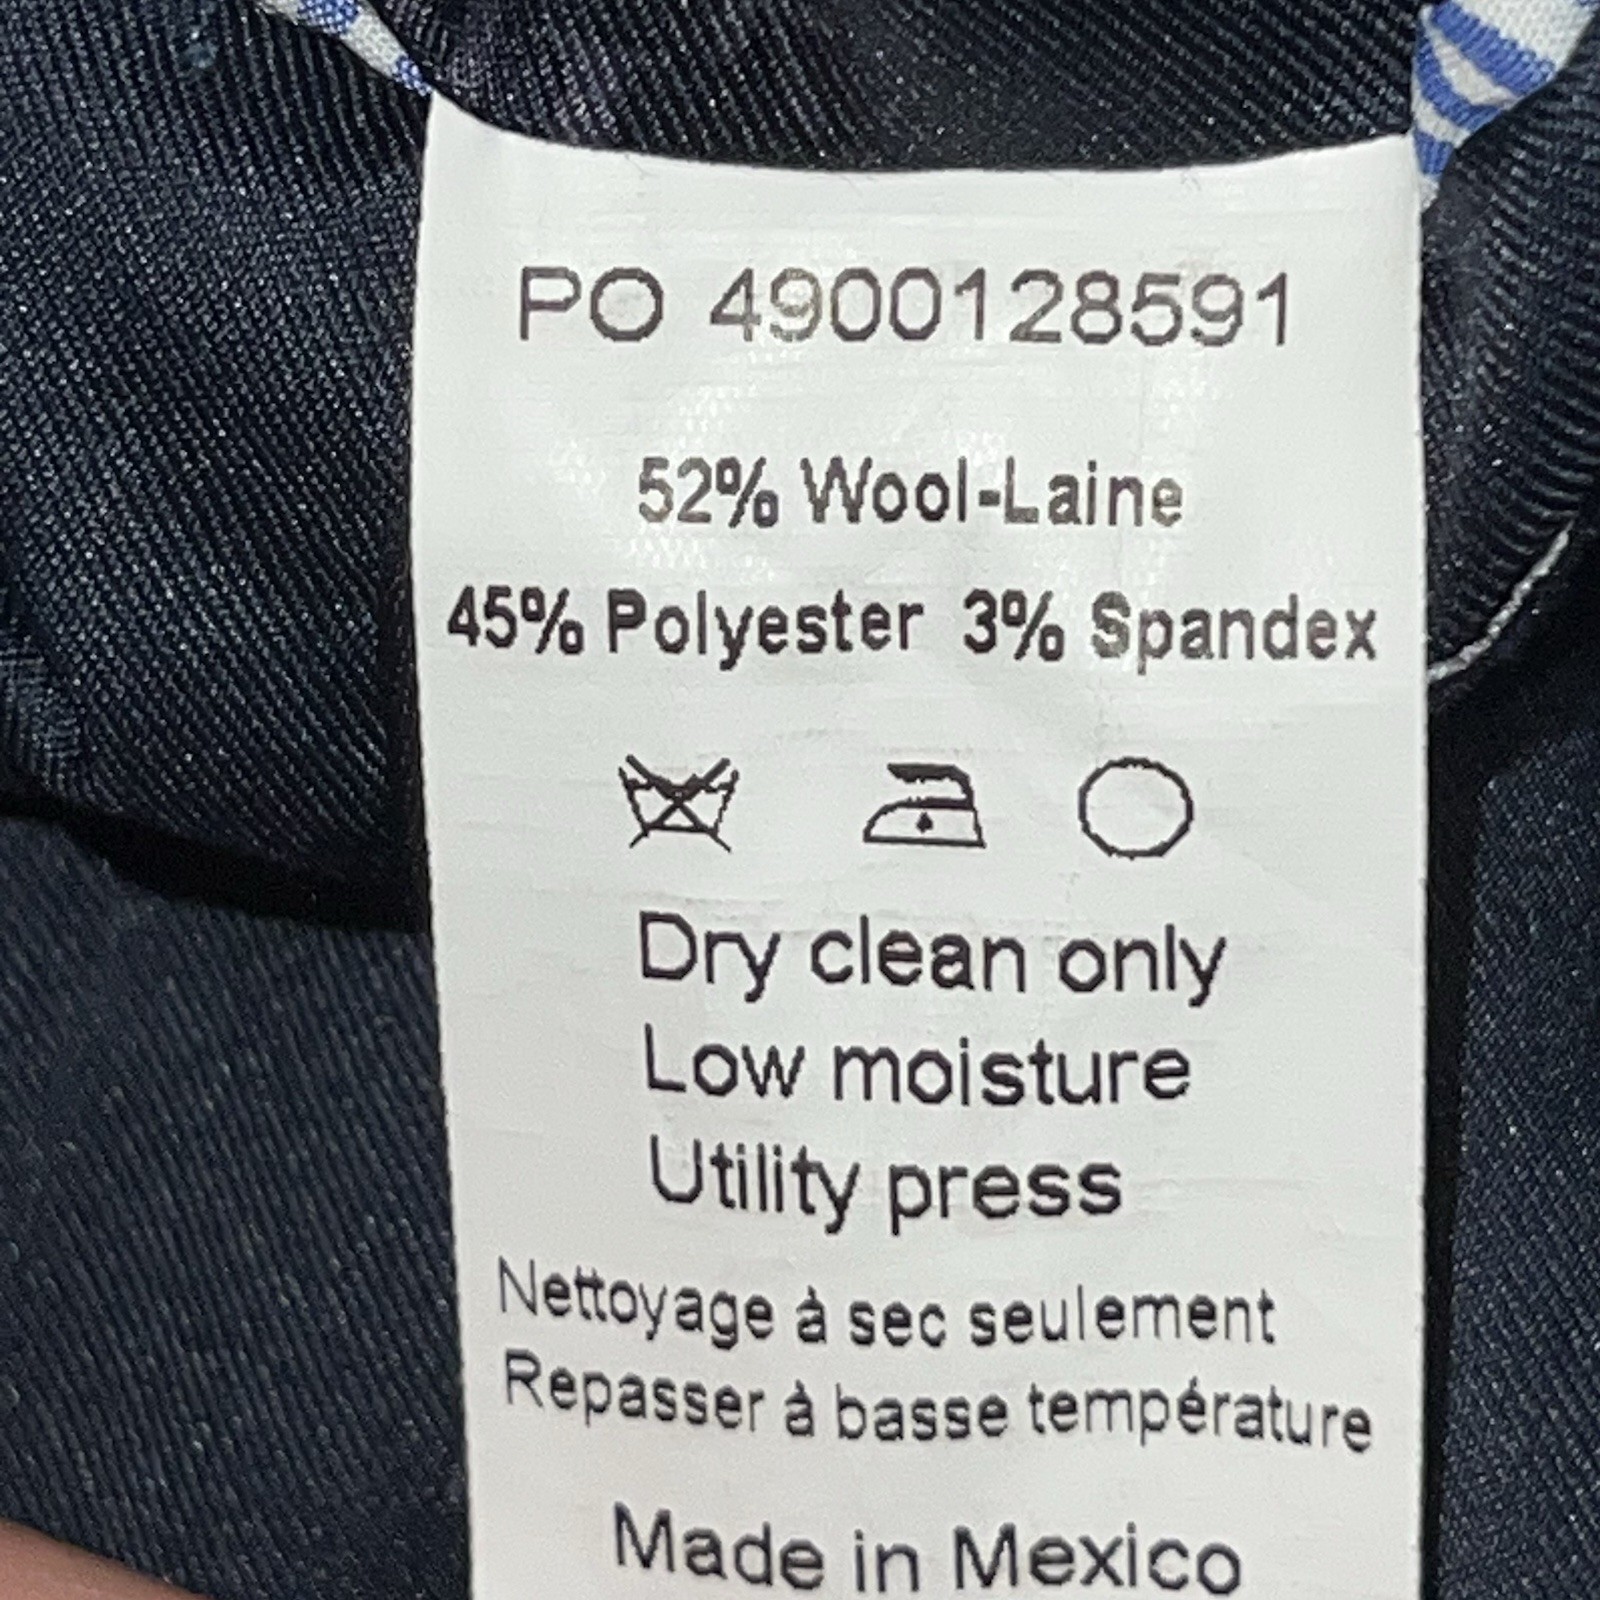 PO 4900128591
52% Wool-Laine
45% Polyester 3% Spandex
Dry clean only
Low moisture
Utility press
Nettoyage à sec seulement
Repasser à basse température
Made in Mexico